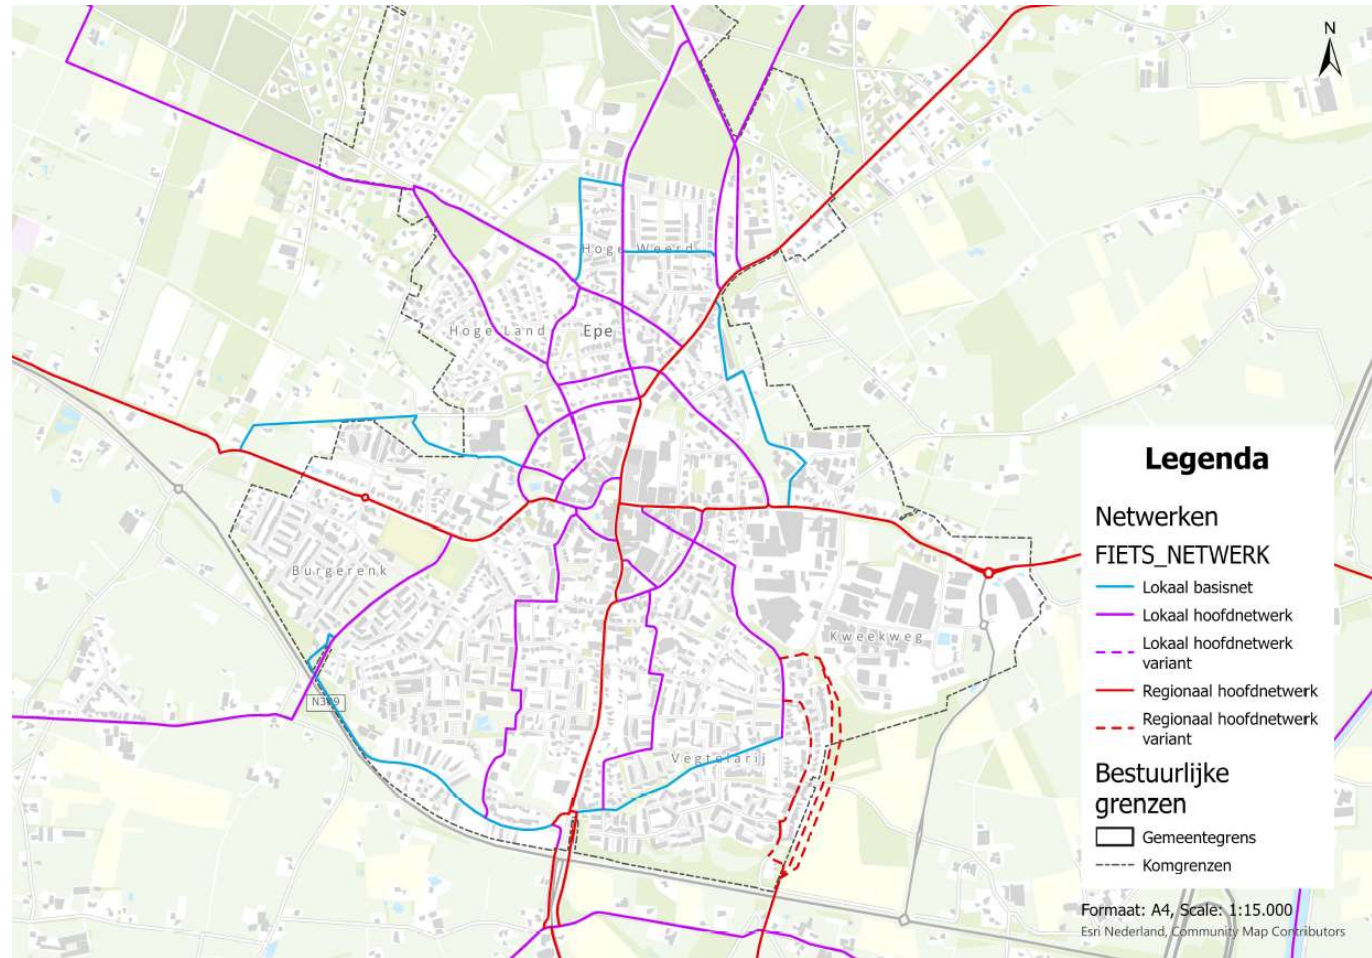 N
Hoge Weerd
Hoge Land
Epe
Burgerenk
Kweekweg
N309
Vegtelarij
Legenda
Netwerken
FIETS_NETWERK
Lokaal basisnet
Lokaal hoofdnetwerk
Lokaal hoofdnetwerk
variant
Regionaal hoofdnetwerk
Regionaal hoofdnetwerk
variant
Bestuurlijke
grenzen
Gemeentegrens
Komgrenzen
Formaat: A4, Scale: 1:15.000
Esri Nederland, Community Map Contributors